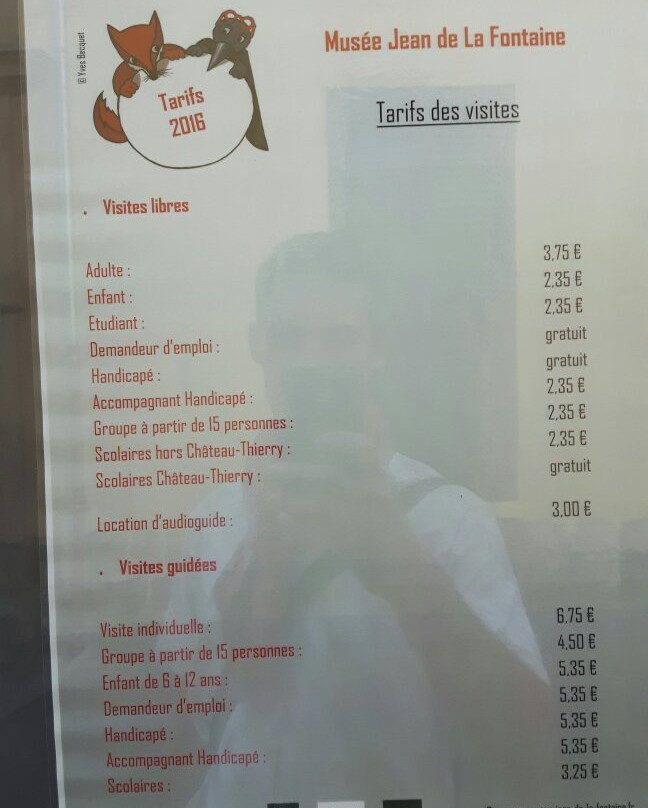 © Yves Becquet
Tarifs
2016
Musée Jean de La Fontaine
Tarifs des visites
• Visites libres
Adulte : 3,75 €
Enfant : 2,35 €
Etudiant : 2,35 €
Demandeur d'emploi : gratuit
Handicapé : gratuit
Accompagnant Handicapé : 2,35 €
Groupe à partir de 15 personnes : 2,35 €
Scolaires hors Château-Thierry : 2,35 €
Scolaires Château-Thierry : gratuit
Location d'audioguide : 3,00 €
• Visites guidées
Visite individuelle : 6,75 €
Groupe à partir de 15 personnes : 4,50 €
Enfant de 6 à 12 ans : 5,35 €
Demandeur d'emploi : 5,35 €
Handicapé : 5,35 €
Accompagnant Handicapé : 5,35 €
Scolaires : 3,25 €